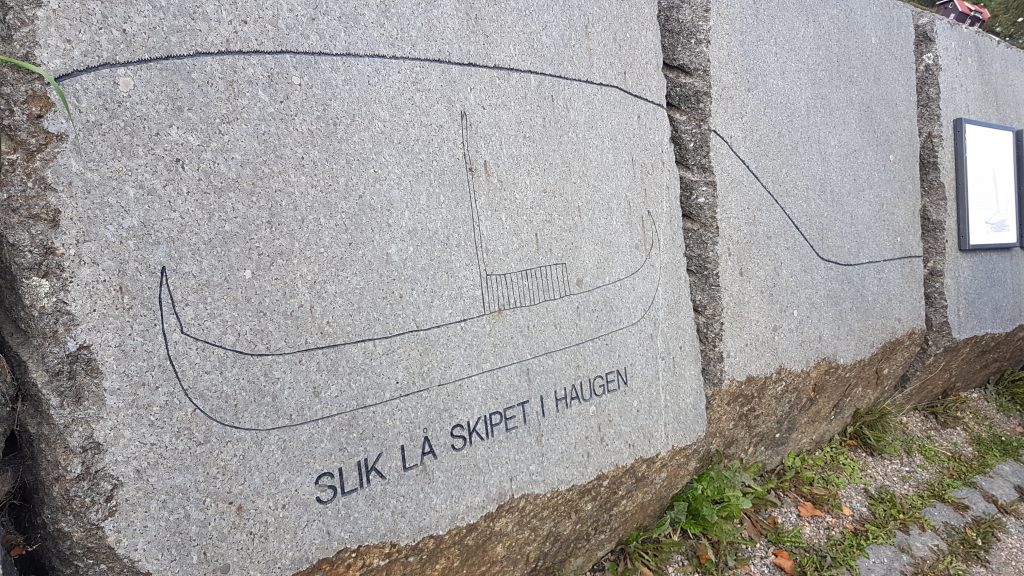 SLIK LÅ SKIPET I HAUGEN